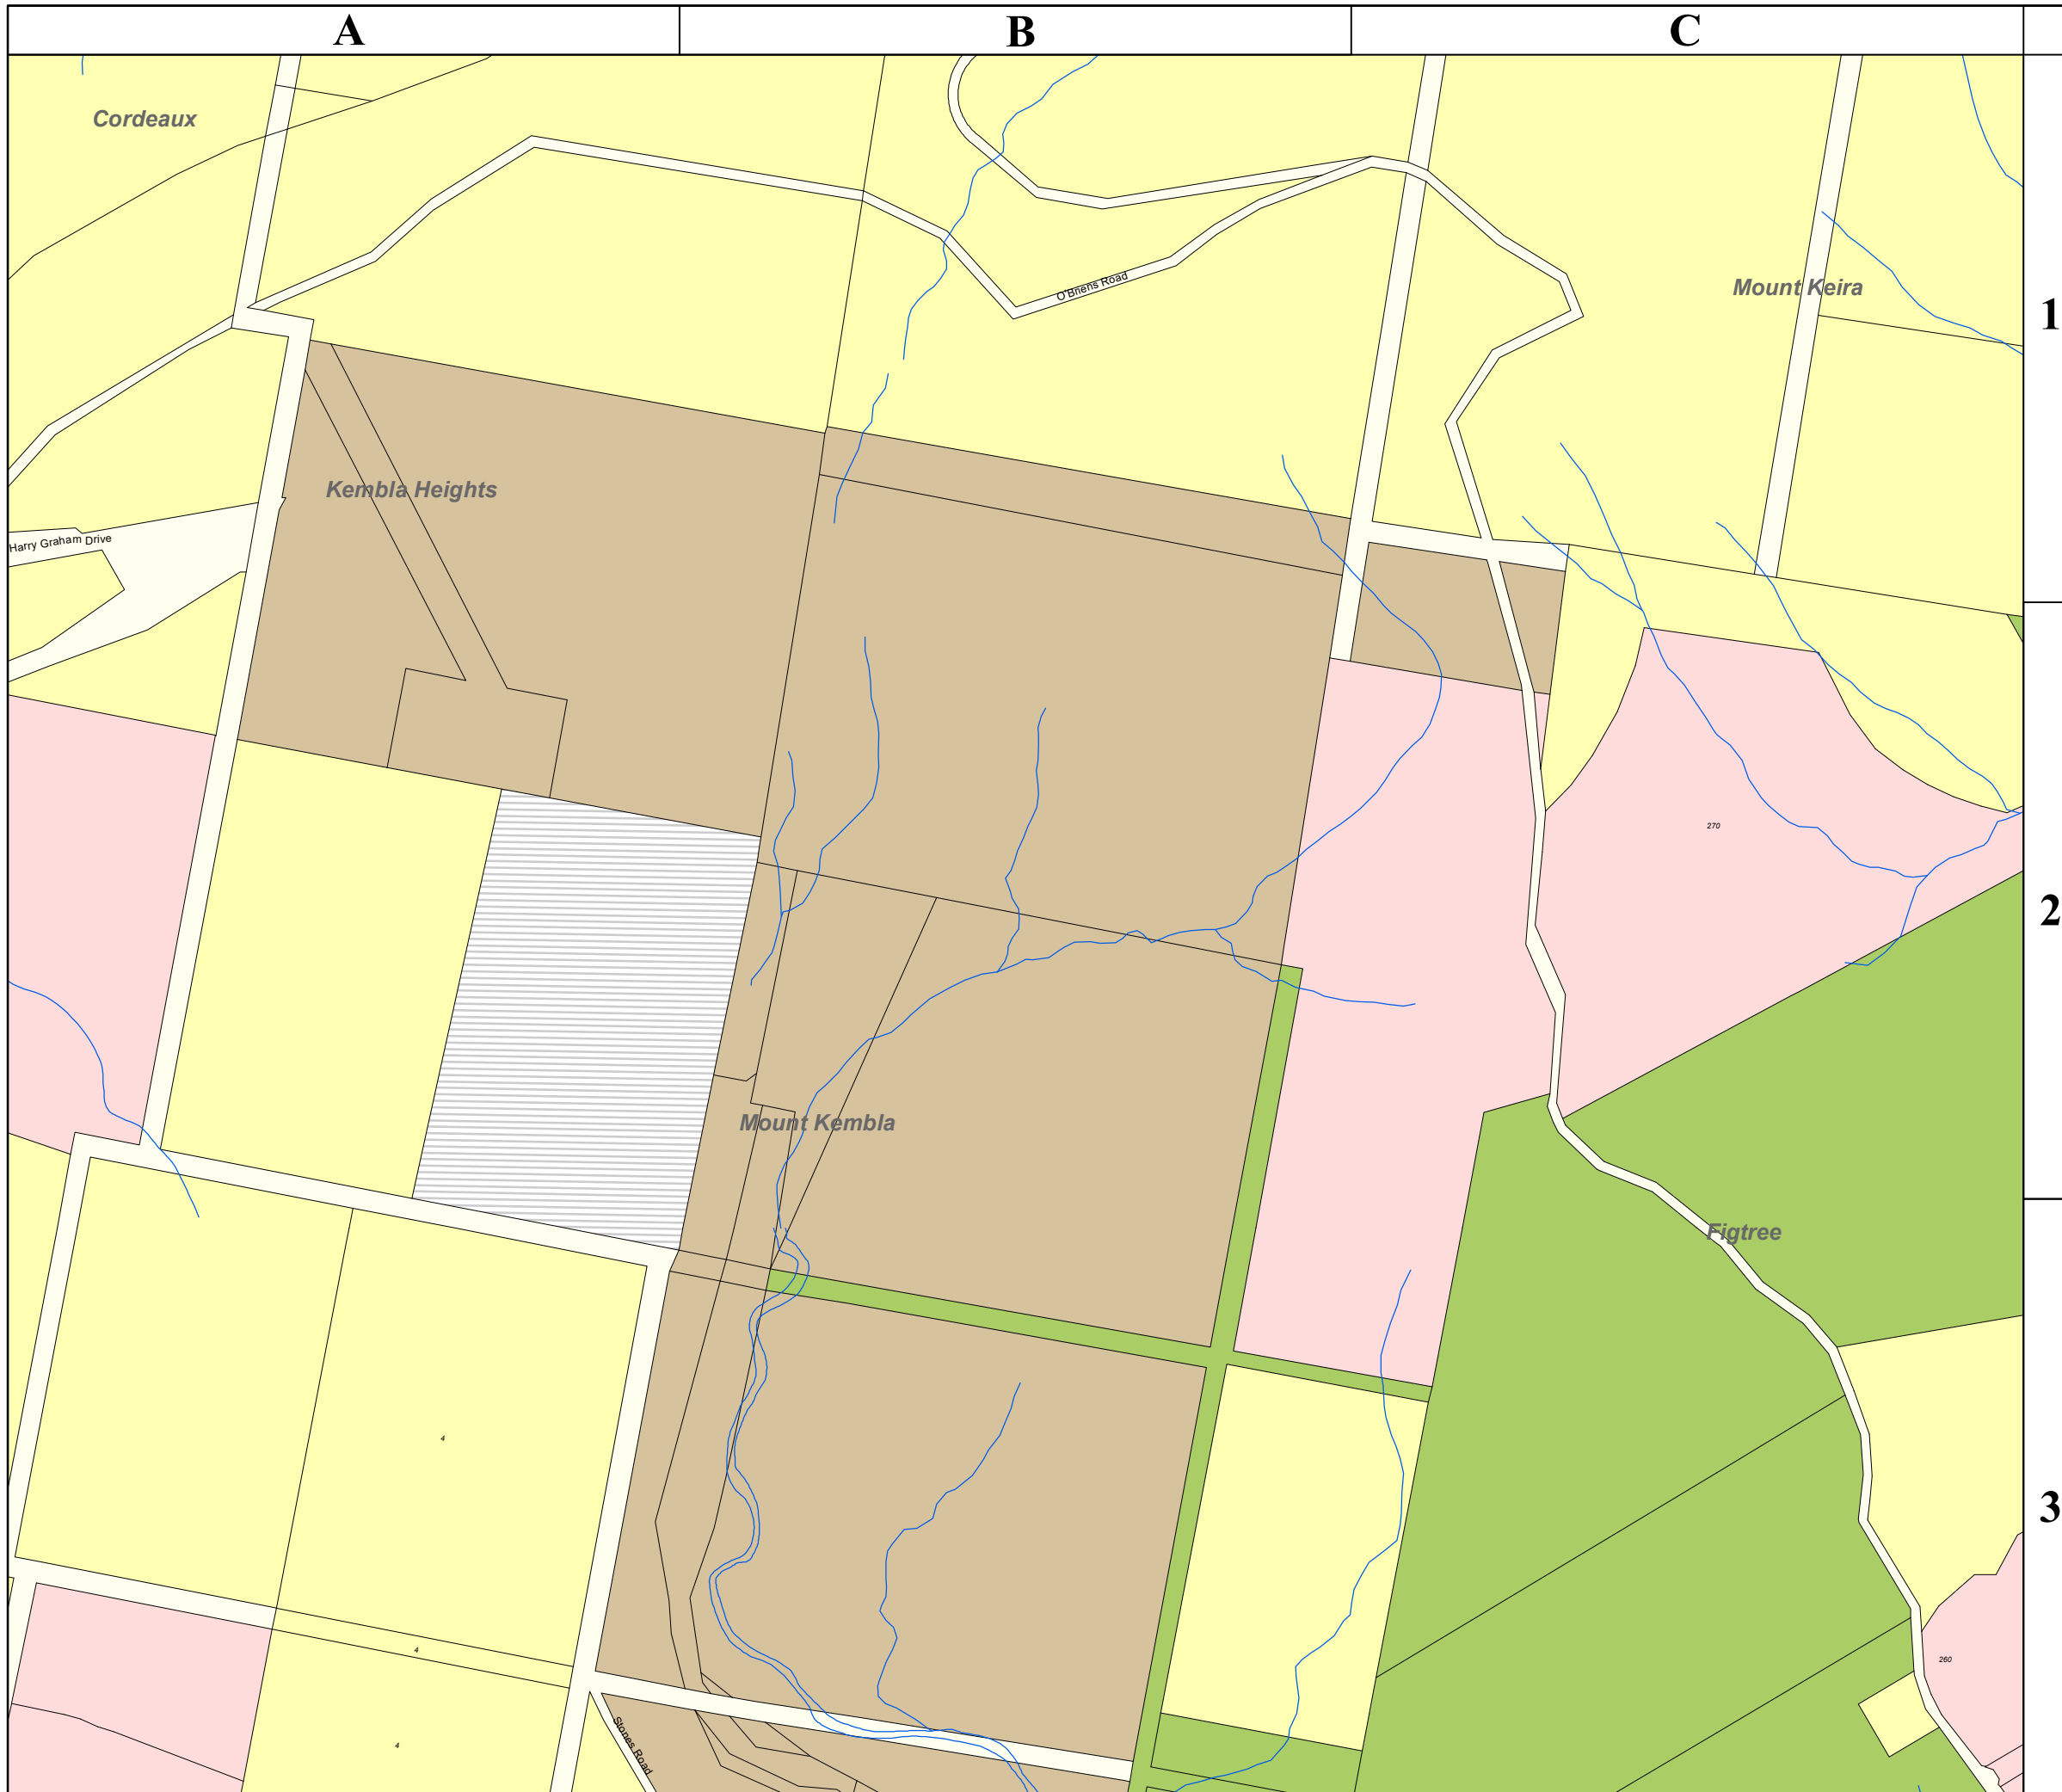 A B C
Cordeaux
O'Briens Road
Mount Keira
1
Kembla Heights
Harry Graham Drive
270
2
Mount Kembla
Figtree
4
3
4
260
4
Stones Road